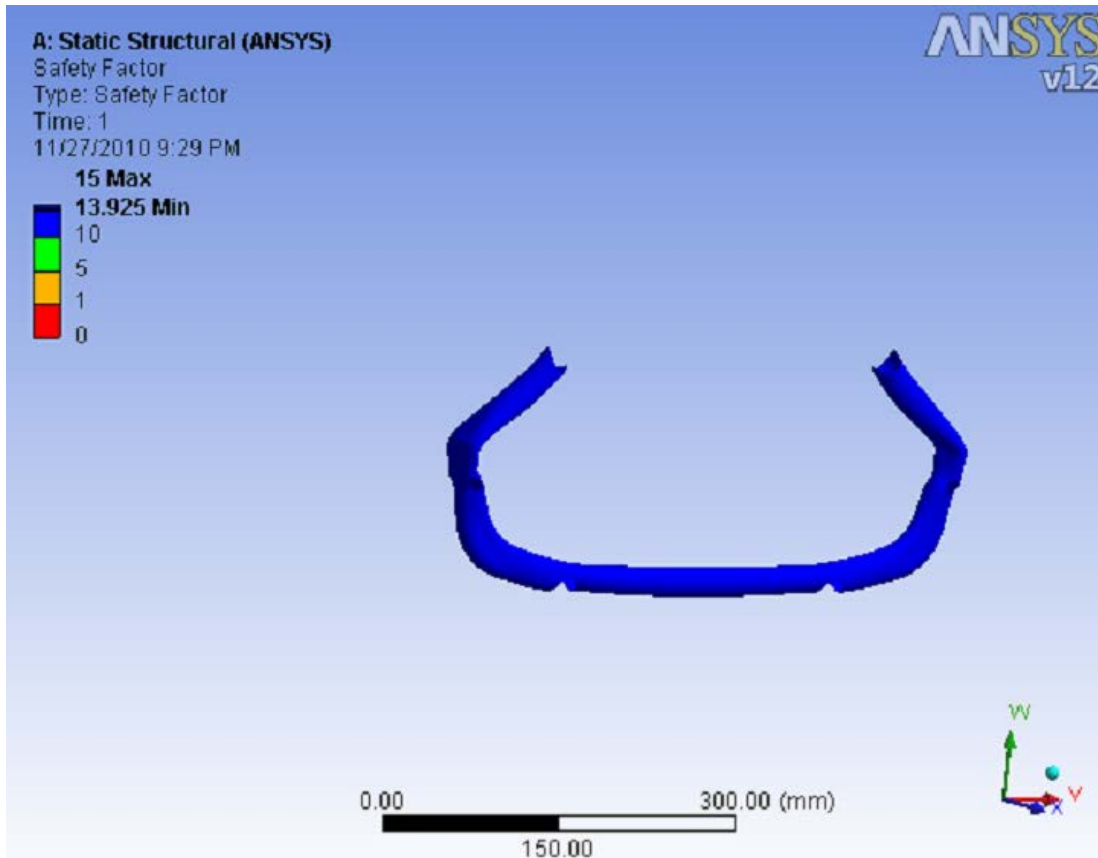 A: Static Structural (ANSYS)
Safety Factor
Type: Safety Factor
Time: 1
11/27/2010 9:29 PM
15 Max
13.925 Min
10
5
1
0
ANSYS
v12
0.00
300.00 (mm)
150.00
W
V
X